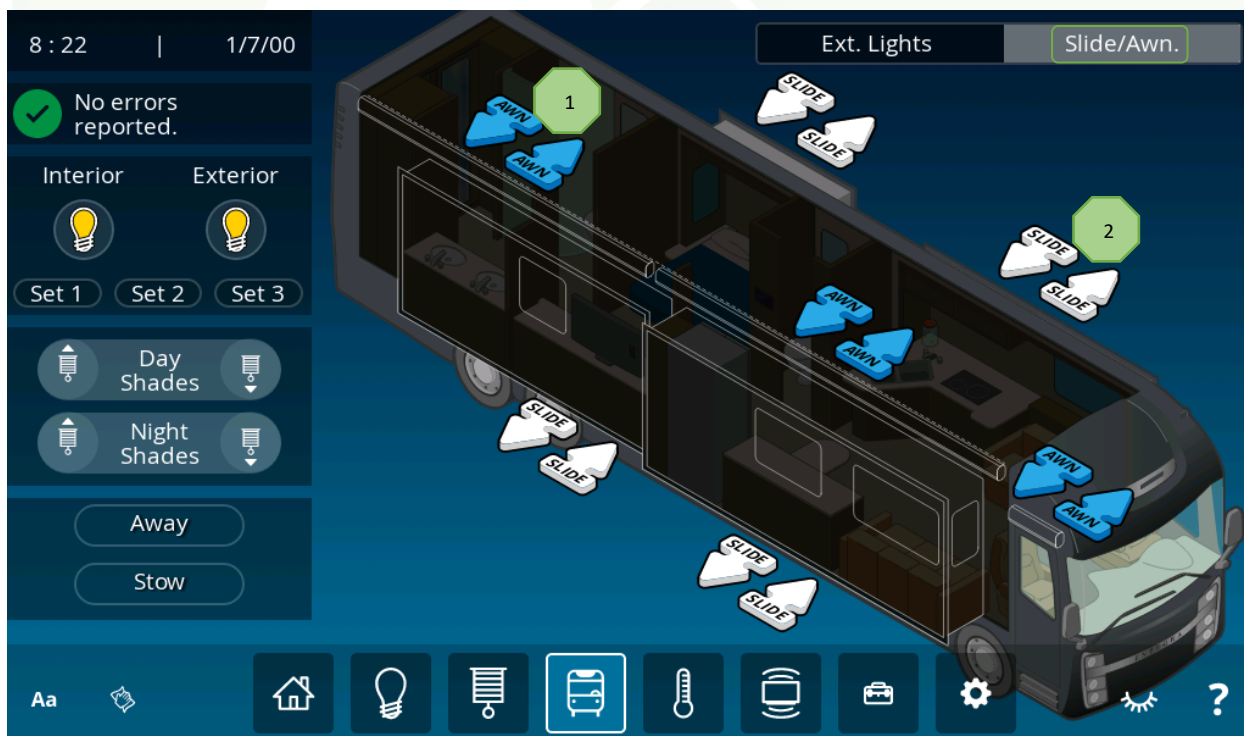 8 : 22 | 1/7/00
Ext. Lights
Slide/Awn.
No errors
reported.
Interior
Exterior
Set 1
Set 2
Set 3
Day
Shades
Night
Shades
Away
Stow
AWN
AWN
1
SLIDE
SLIDE
SLIDE
SLIDE
2
AWN
AWN
SLIDE
SLIDE
AWN
AWN
SLIDE
SLIDE
Aa
?